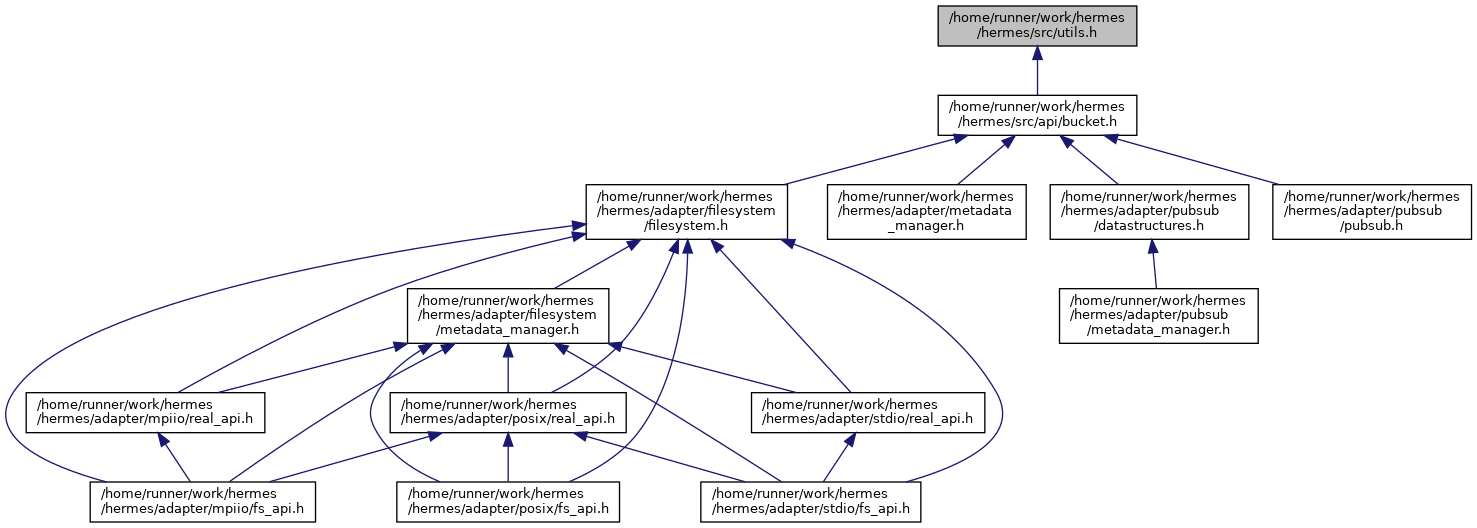 /home/runner/work/hermes
/hermes/src/utils.h
/home/runner/work/hermes
/hermes/src/api/bucket.h
/home/runner/work/hermes
/hermes/adapter/filesystem
/filesystem.h
/home/runner/work/hermes
/hermes/adapter/metadata
_manager.h
/home/runner/work/hermes
/hermes/adapter/pubsub
/datastructures.h
/home/runner/work/hermes
/hermes/adapter/pubsub
/pubsub.h
/home/runner/work/hermes
/hermes/adapter/filesystem
/metadata_manager.h
/home/runner/work/hermes
/hermes/adapter/pubsub
/metadata_manager.h
/home/runner/work/hermes
/hermes/adapter/mpiio/real_api.h
/home/runner/work/hermes
/hermes/adapter/posix/real_api.h
/home/runner/work/hermes
/hermes/adapter/stdio/real_api.h
/home/runner/work/hermes
/hermes/adapter/mpiio/fs_api.h
/home/runner/work/hermes
/hermes/adapter/posix/fs_api.h
/home/runner/work/hermes
/hermes/adapter/stdio/fs_api.h